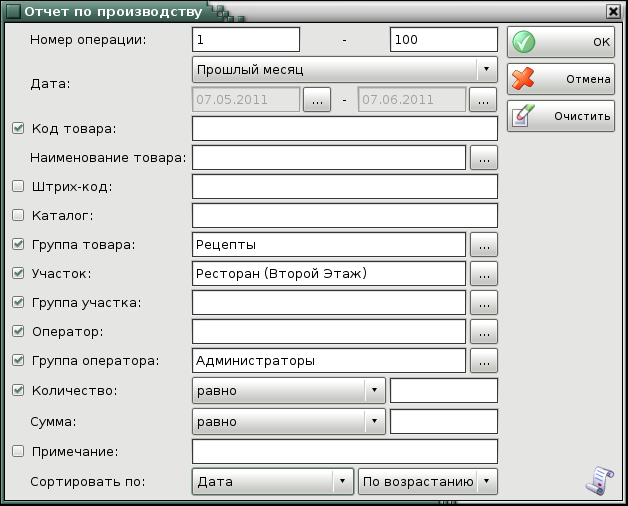 Отчет по производству
Номер операции: 1 - 100
ОК
Дата: Прошлый месяц
Отмена
07.05.2011 ... - 07.06.2011 ...
Очистить
Код товара:
Наименование товара: ...
Штрих-код:
Каталог:
Группа товара: Рецепты ...
Участок: Ресторан (Второй Этаж) ...
Группа участка: ...
Оператор: ...
Группа оператора: Администраторы ...
Количество: равно
Сумма: равно
Примечание:
Сортировать по: Дата По возрастанию